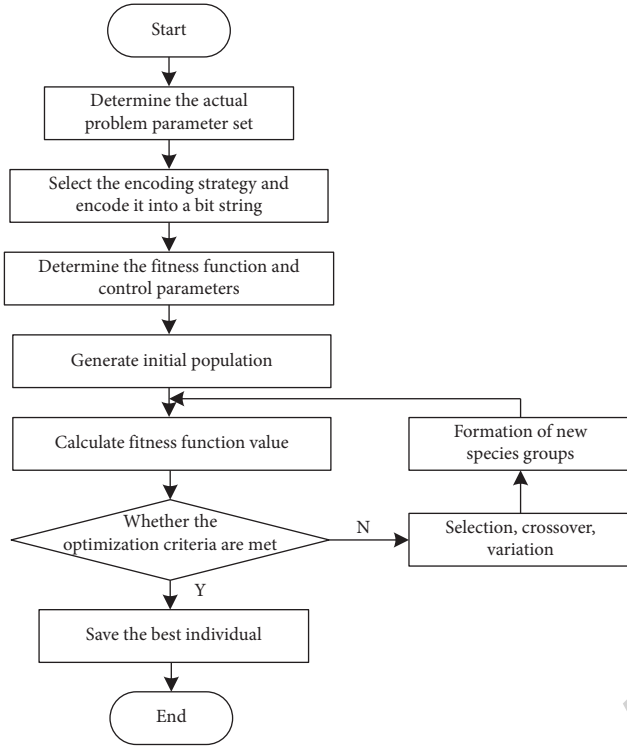 Start
Determine the actual
problem parameter set
Select the encoding strategy and
encode it into a bit string
Determine the fitness function and
control parameters
Generate initial population
Calculate fitness function value
Formation of new
species groups
Whether the
optimization criteria are met
N
Selection, crossover,
variation
Y
Save the best individual
End